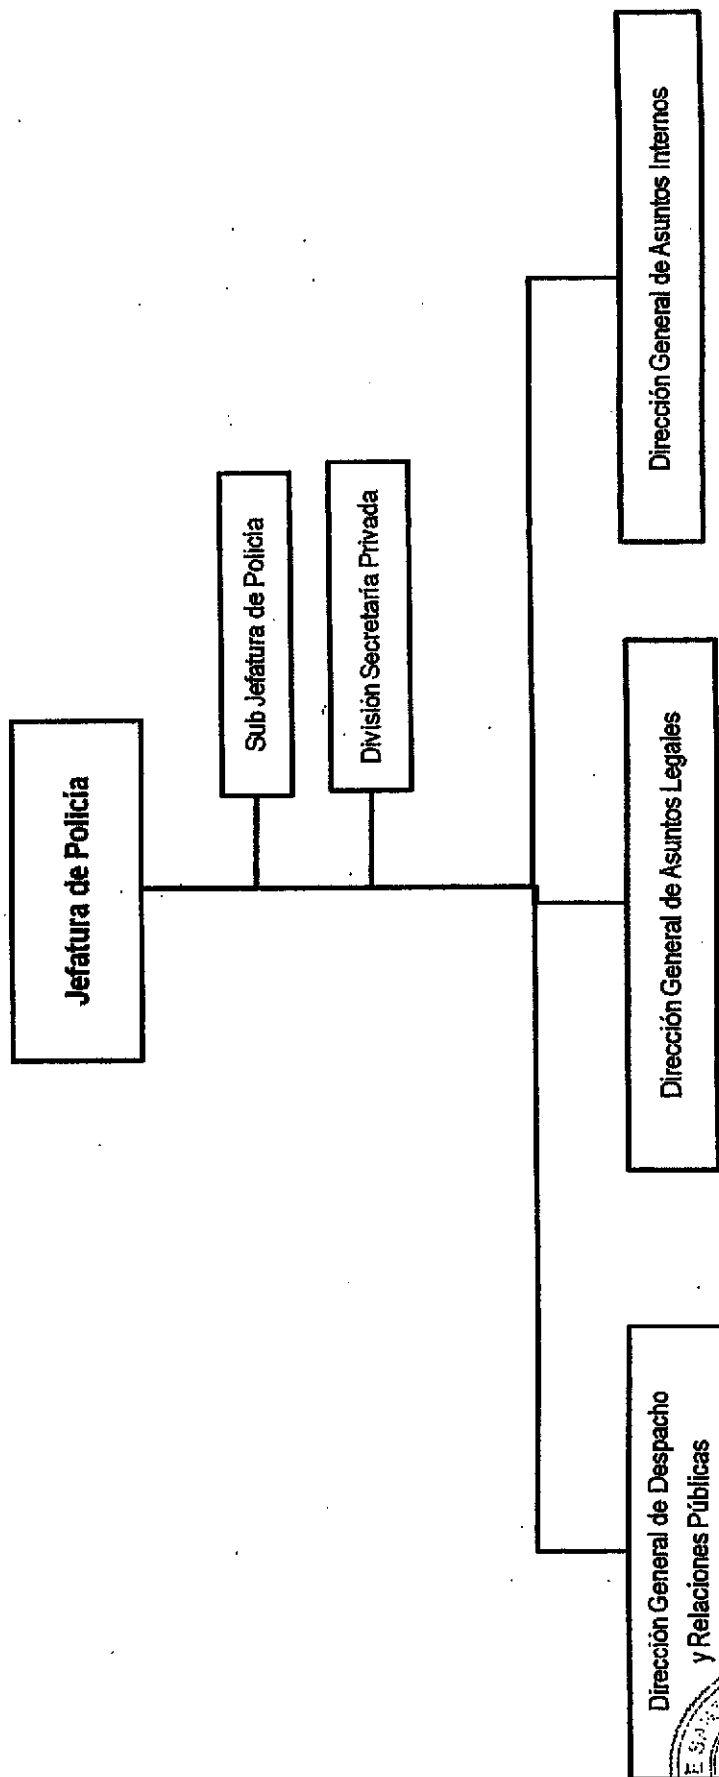 Jefatura de Policía
Sub Jefatura de Policía
División Secretaría Privada
Dirección General de Despacho
y Relaciones Públicas
Dirección General de Asuntos Legales
Dirección General de Asuntos Internos